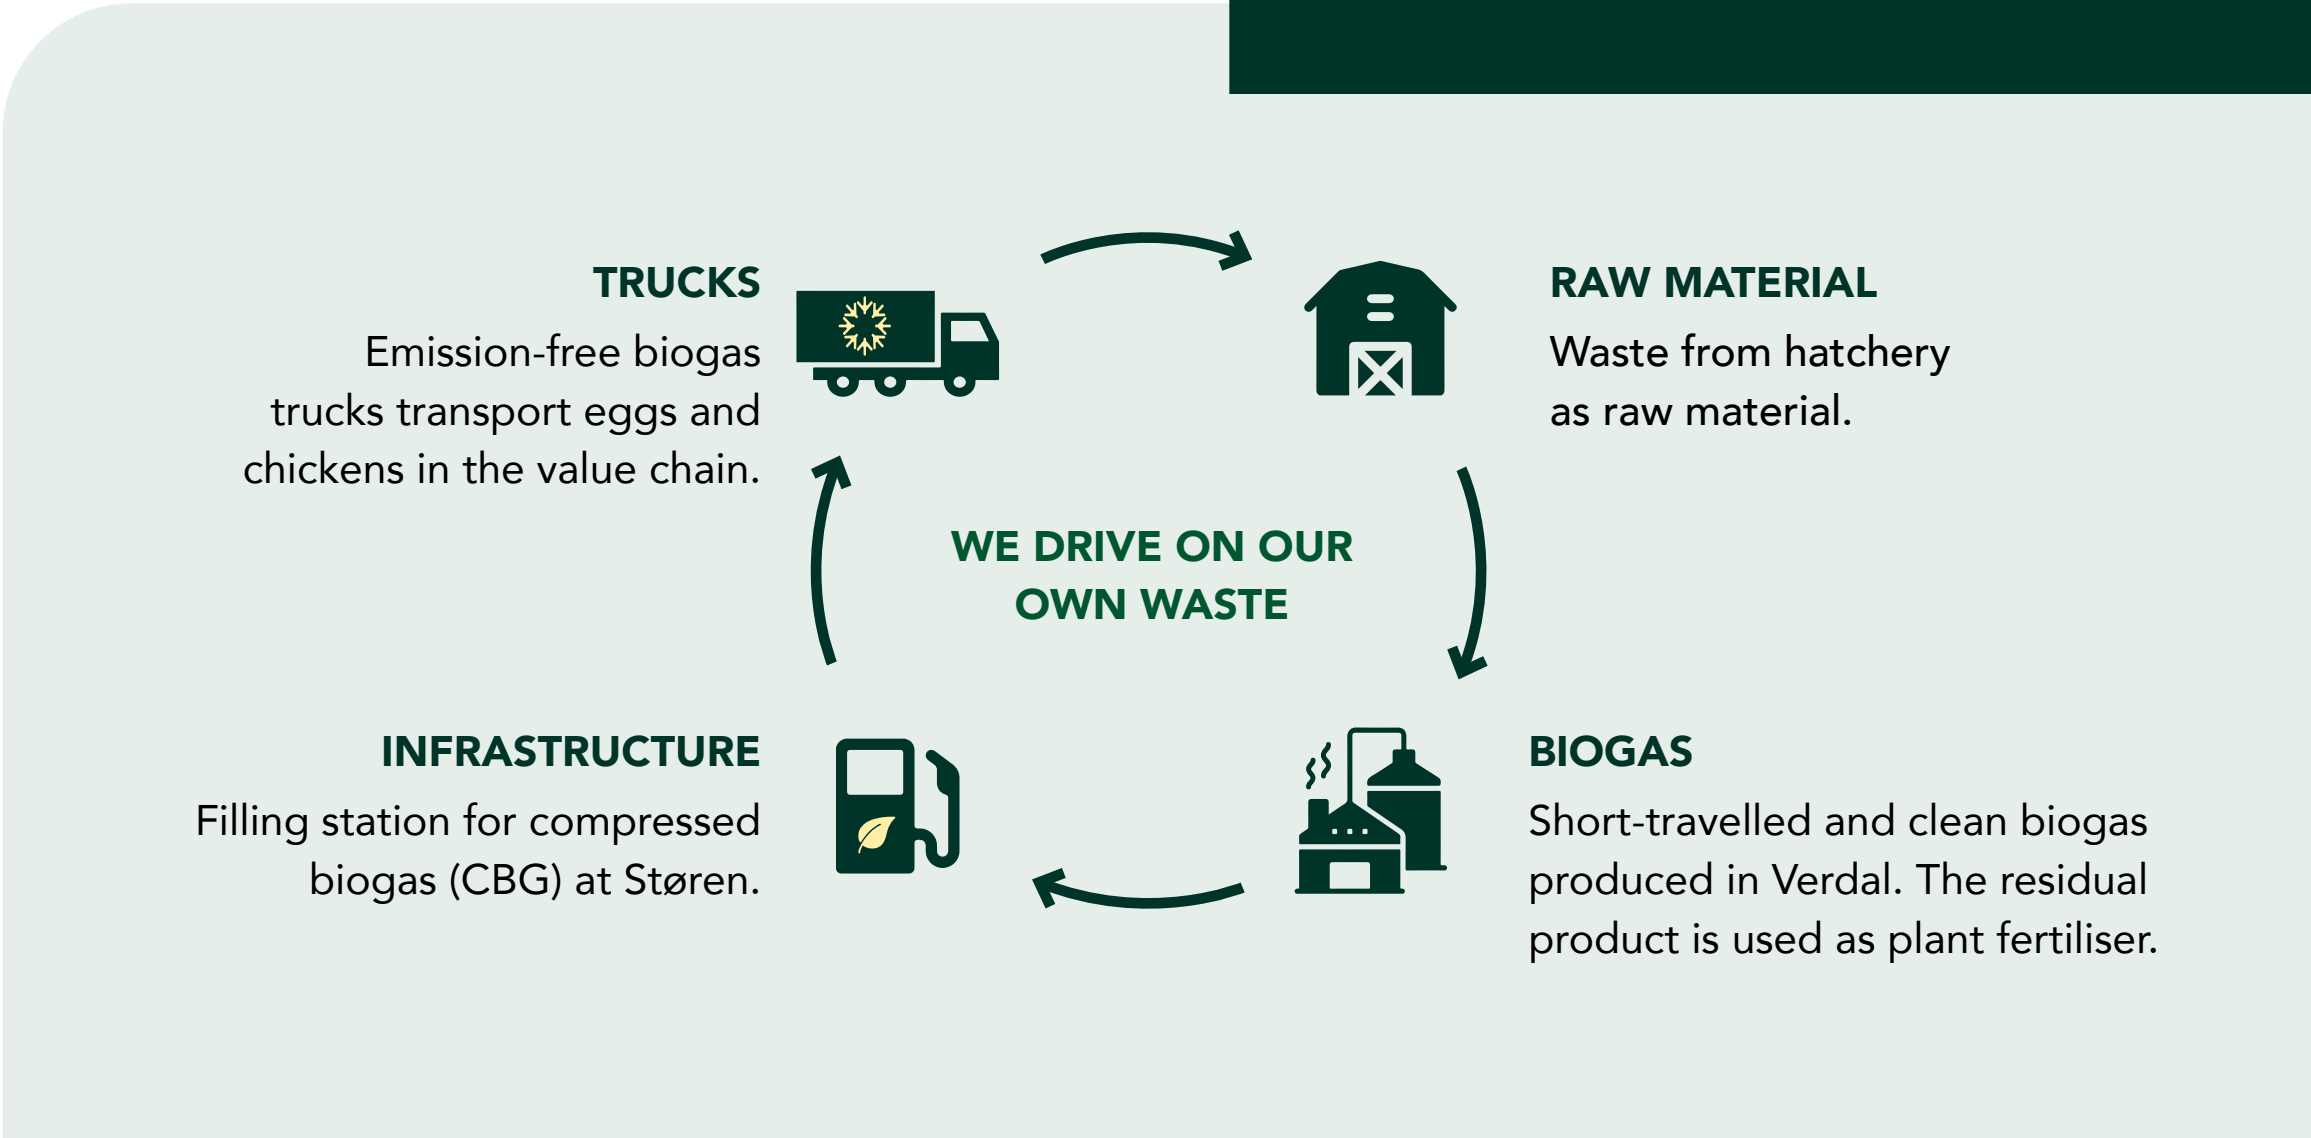 TRUCKS
Emission-free biogas
trucks transport eggs and
chickens in the value chain.
RAW MATERIAL
Waste from hatchery
as raw material.
WE DRIVE ON OUR
OWN WASTE
INFRASTRUCTURE
Filling station for compressed
biogas (CBG) at Støren.
BIOGAS
Short-travelled and clean biogas
produced in Verdal. The residual
product is used as plant fertiliser.